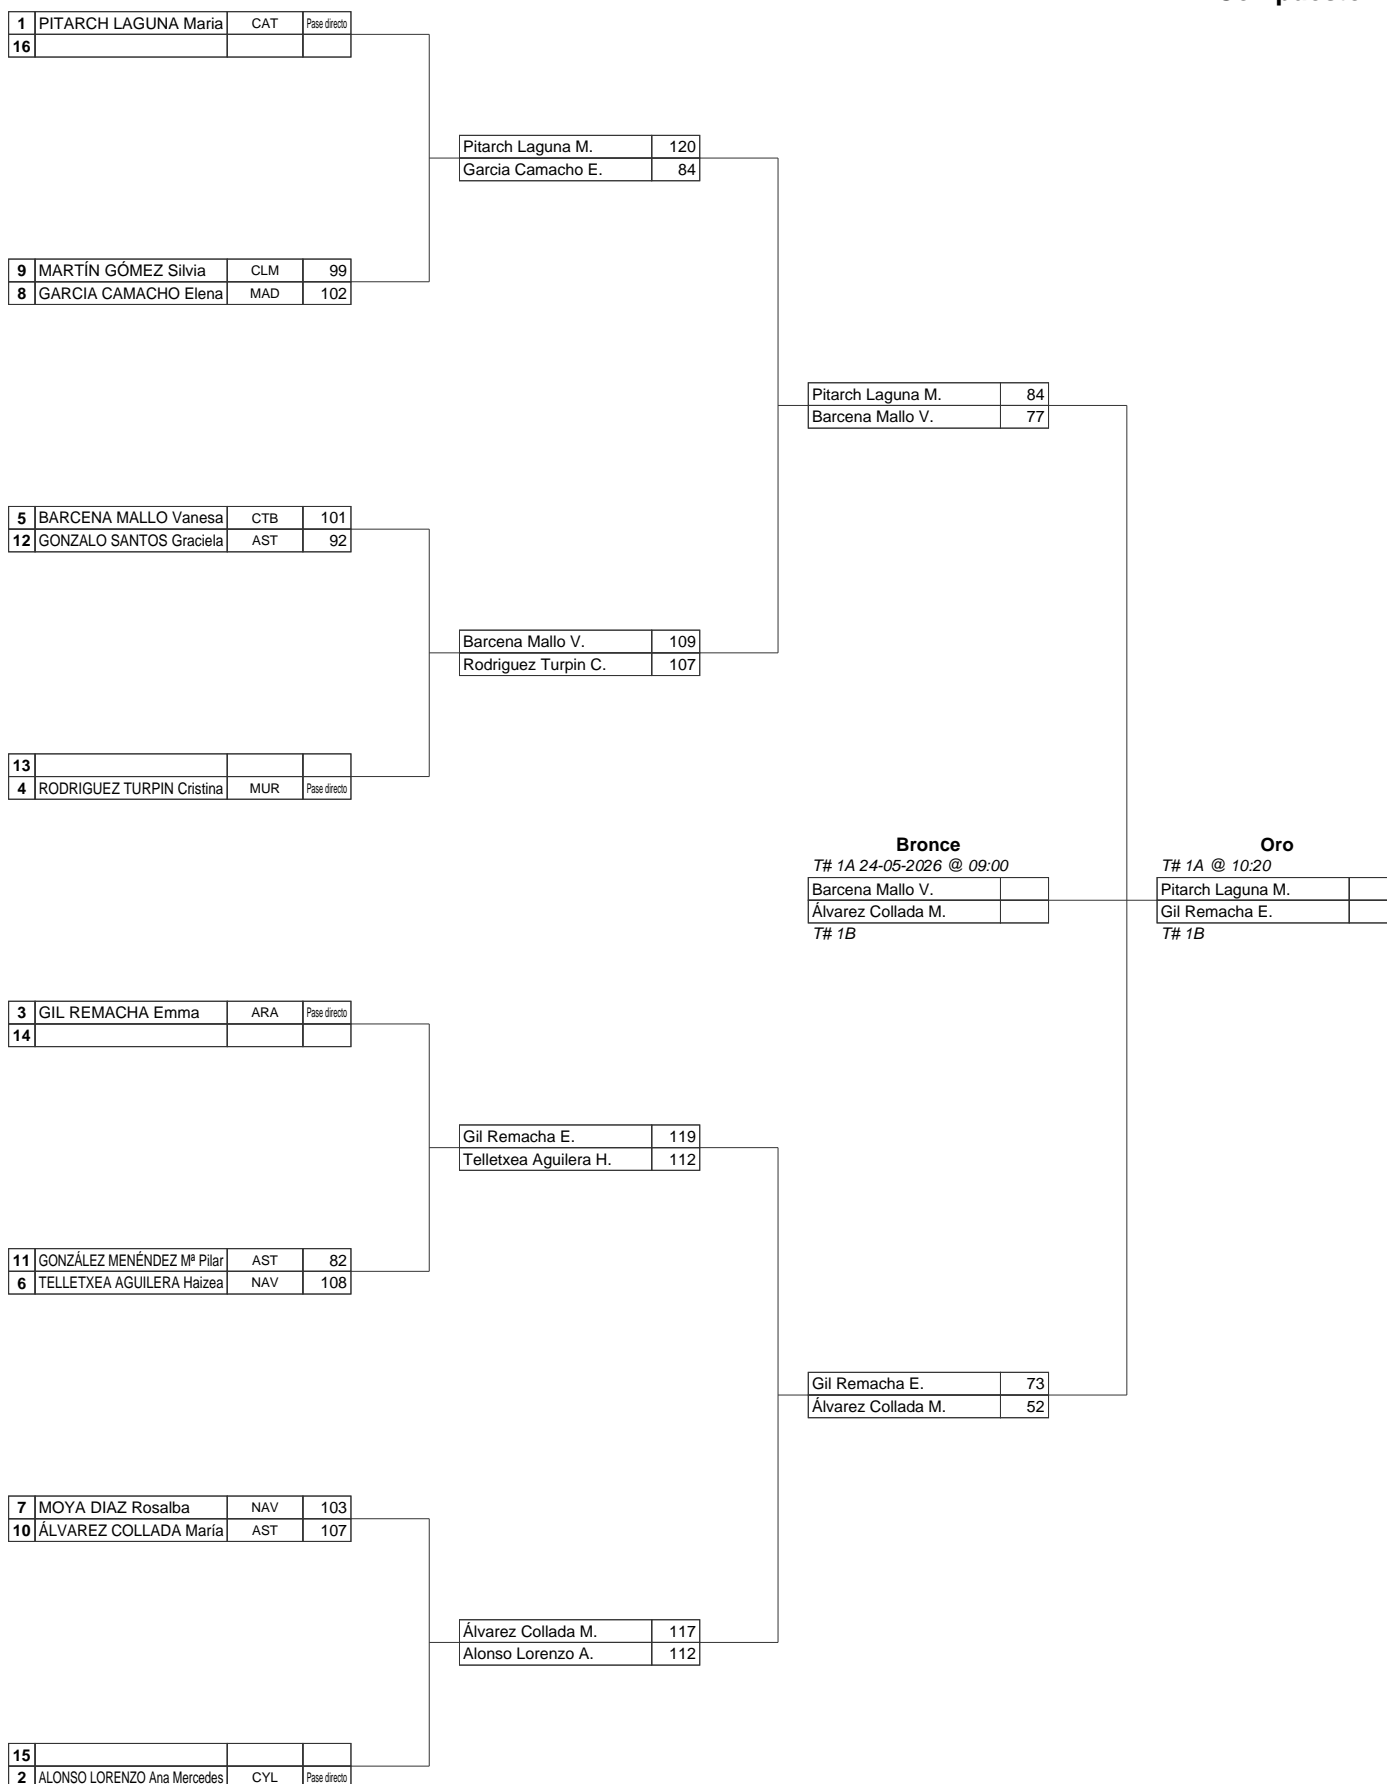 1 PITARCH LAGUNA Maria CAT Pase directo
16
Pitarch Laguna M. 120
Garcia Camacho E. 84
9 MARTÍN GÓMEZ Silvia CLM 99
8 GARCIA CAMACHO Elena MAD 102
Pitarch Laguna M. 84
Barcena Mallo V. 77
5 BARCENA MALLO Vanesa CTB 101
12 GONZALO SANTOS Graciela AST 92
Barcena Mallo V. 109
Rodriguez Turpin C. 107
13
4 RODRIGUEZ TURPIN Cristina MUR Pase directo
Bronce
T# 1A 24-05-2026 @ 09:00
Barcena Mallo V.
Álvarez Collada M.
T# 1B
Oro
T# 1A @ 10:20
Pitarch Laguna M.
Gil Remacha E.
T# 1B
3 GIL REMACHA Emma ARA Pase directo
14
Gil Remacha E. 119
Telletxea Aguilera H. 112
11 GONZÁLEZ MENÉNDEZ Mª Pilar AST 82
6 TELLETXEA AGUILERA Haizea NAV 108
Gil Remacha E. 73
Álvarez Collada M. 52
7 MOYA DIAZ Rosalba NAV 103
10 ÁLVAREZ COLLADA María AST 107
Álvarez Collada M. 117
Alonso Lorenzo A. 112
15
2 ALONSO LORENZO Ana Mercedes CYL Pase directo